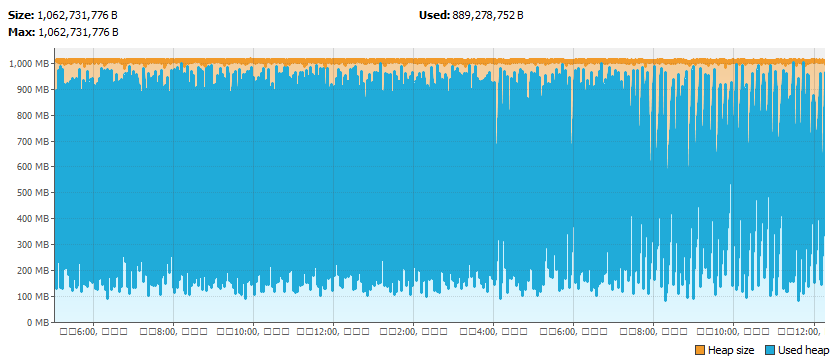 Size: 1,062,731,776 B
Used: 889,278,752 B
Max: 1,062,731,776 B
1,000 MB
900 MB
800 MB
700 MB
600 MB
500 MB
400 MB
300 MB
200 MB
100 MB
0 MB
□□6:00, □□□ □□8:00, □□□ □□10:00, □□□ □□12:00, □□□ □□2:00, □□□ □□4:00, □□□ □□6:00, □□□ □□8:00, □□□ □□10:00, □□□ □□12:00,
Heap size Used heap